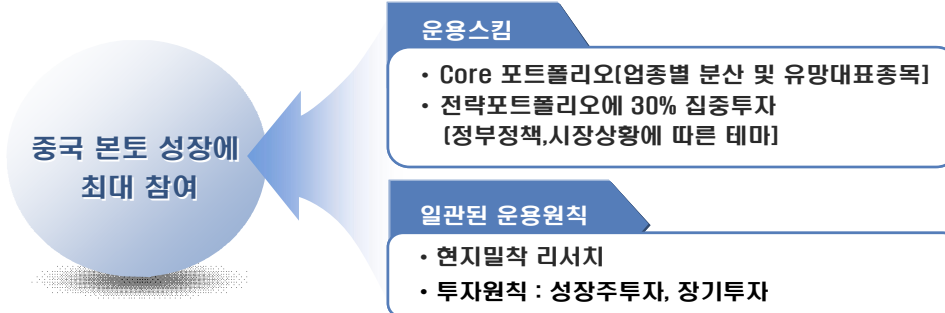 중국 본토 성장에
최대 참여
운용스킴
• Core 포트폴리오[업종별 분산 및 유망대표종목]
• 전략포트폴리오에 30% 집중투자
[정부정책,시장상황에 따른 테마]
일관된 운용원칙
• 현지밀착 리서치
• 투자원칙 : 성장주투자, 장기투자